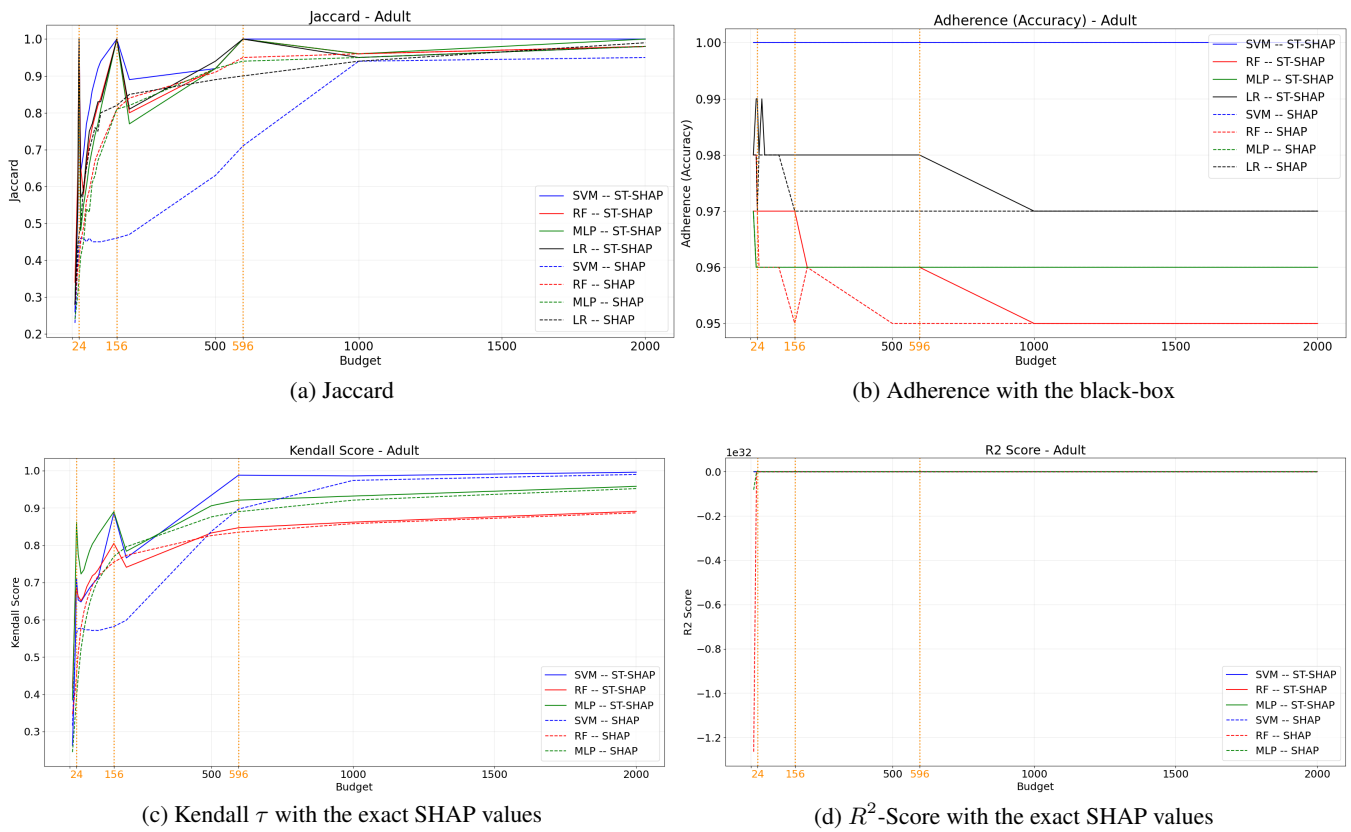 Jaccard - Adult
1.0
0.9
0.8
0.7
0.6
0.5
0.4
0.3
0.2
Jaccard
SVM -- ST-SHAP
RF -- ST-SHAP
MLP -- ST-SHAP
LR -- ST-SHAP
SVM -- SHAP
RF -- SHAP
MLP -- SHAP
LR -- SHAP
24 156 500 596 1000 1500 2000
Budget
(a) Jaccard
Adherence (Accuracy) - Adult
1.00
0.99
0.98
0.97
0.96
0.95
Adherence (Accuracy)
SVM -- ST-SHAP
RF -- ST-SHAP
MLP -- ST-SHAP
LR -- ST-SHAP
SVM -- SHAP
RF -- SHAP
MLP -- SHAP
LR -- SHAP
24 156 500 596 1000 1500 2000
Budget
(b) Adherence with the black-box
Kendall Score - Adult
1.0
0.9
0.8
0.7
0.6
0.5
0.4
0.3
Kendall Score
SVM -- ST-SHAP
RF -- ST-SHAP
MLP -- ST-SHAP
SVM -- SHAP
RF -- SHAP
MLP -- SHAP
24 156 500 596 1000 1500 2000
Budget
(c) Kendall τ with the exact SHAP values
R2 Score - Adult
1e32
0.0
−0.2
−0.4
−0.6
−0.8
−1.0
−1.2
R2 Score
SVM -- ST-SHAP
RF -- ST-SHAP
MLP -- ST-SHAP
SVM -- SHAP
RF -- SHAP
MLP -- SHAP
24 156 500 596 1000 1500 2000
Budget
(d) R²-Score with the exact SHAP values